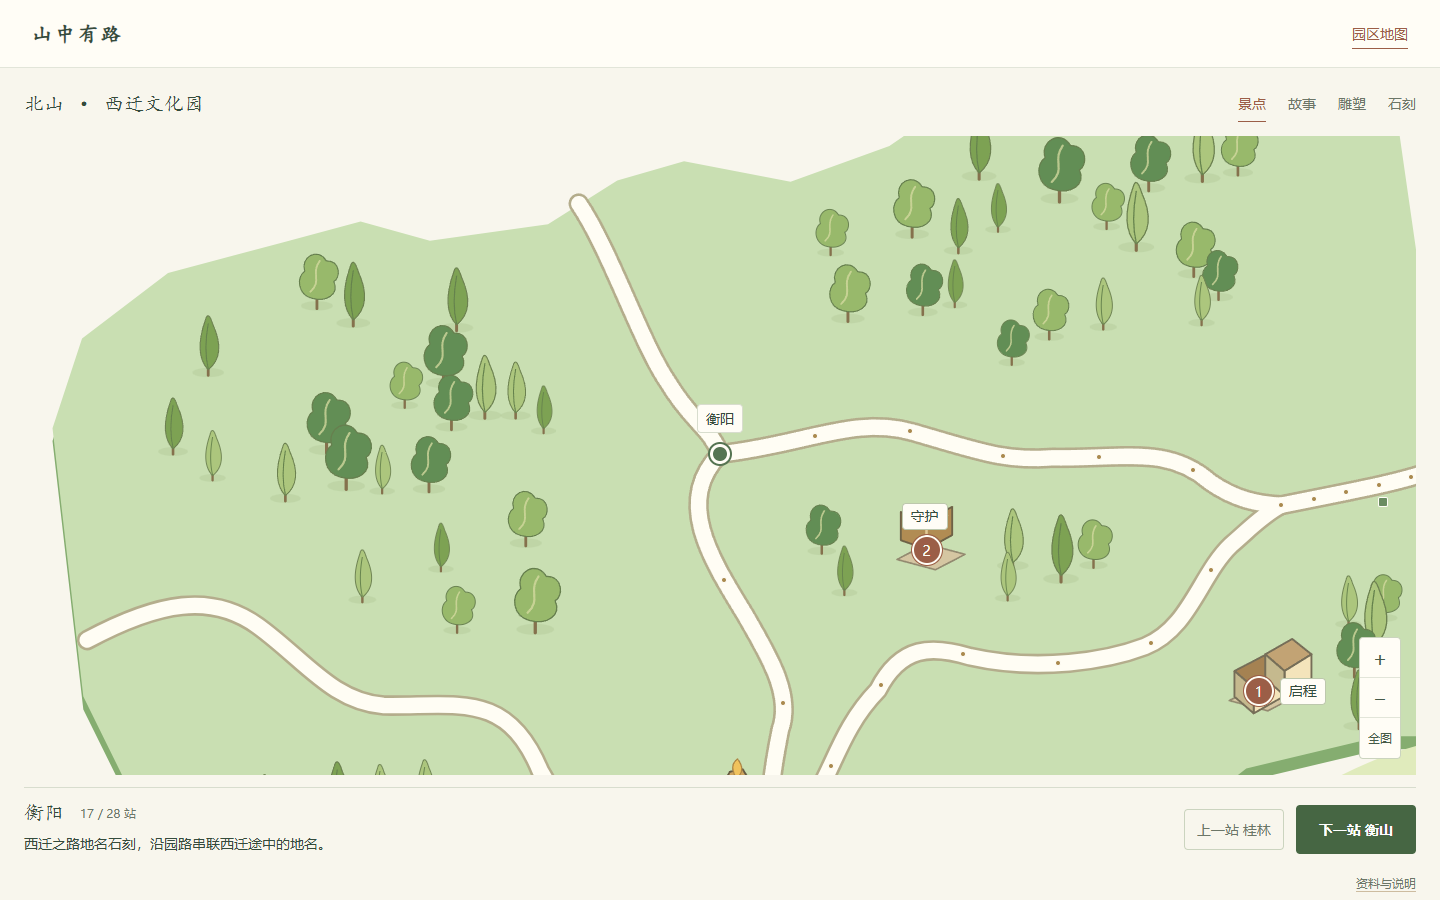 山中有路
园区地图
北山 • 西迁文化园
景点 故事 雕塑 石刻
衡阳
守护
2
1
启程
+
−
全图
衡阳 17 / 28 站
西迁之路地名石刻，沿园路串联西迁途中的地名。
上一站 桂林
下一站 衡山
资料与说明